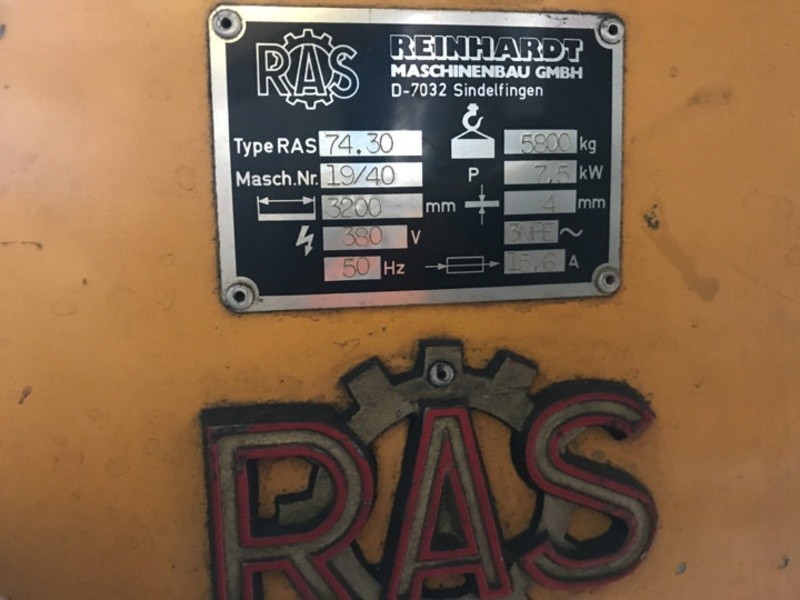 RAS
REINHARDT
MASCHINENBAU GMBH
D-7032 Sindelfingen
Type RAS 74.30
5800 kg
Masch.Nr. 19/40
P 7,5 kW
3200 mm
4 mm
380 V
3NPE ~
50 Hz
15,6 A
RAS